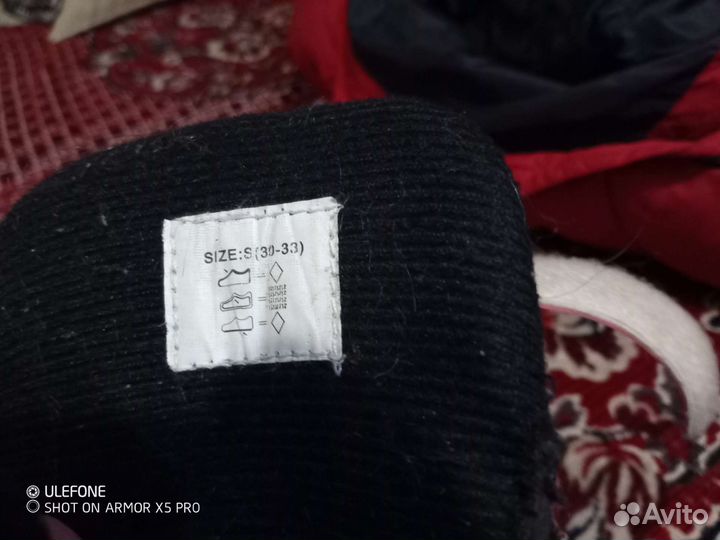 SIZE:S(30-33)
ULEFONE
SHOT ON ARMOR X5 PRO
Avito